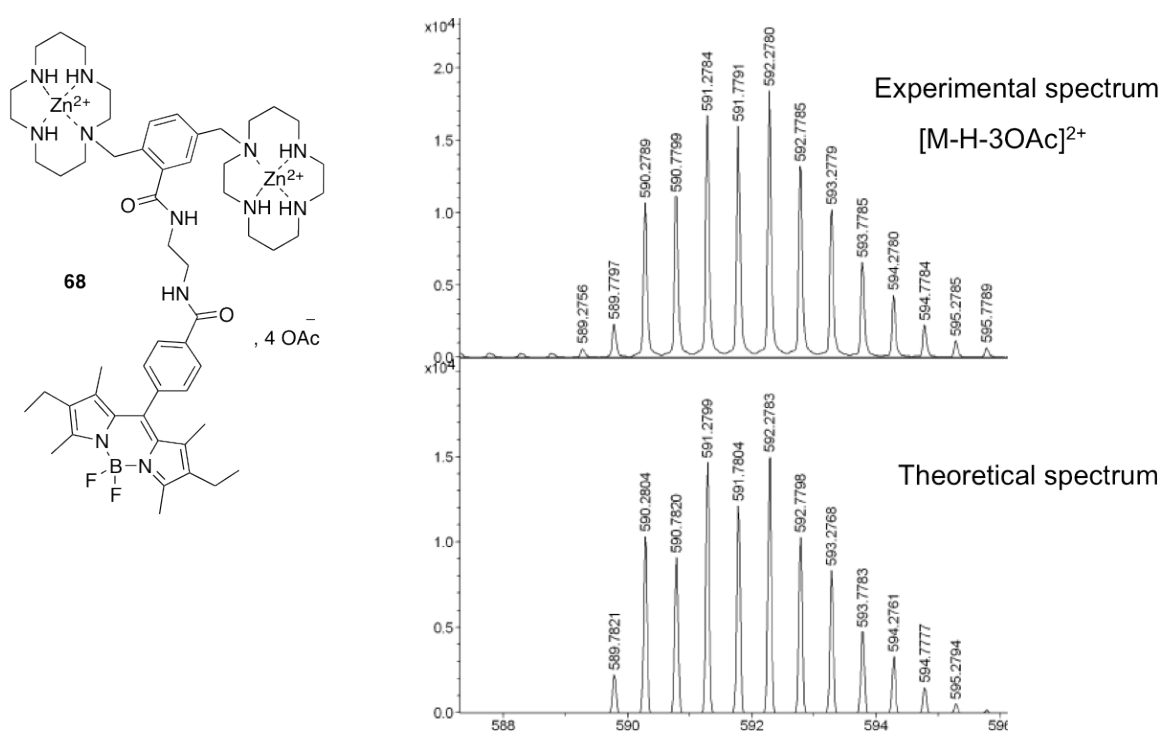 NH HN
Zn2+
NH N
N HN
Zn2+
NH HN
O
NH
68
HN
O
, 4 OAc−
N
B N
F
F
x10⁴
2.0
1.5
1.0
0.5
0.0
589.2756
589.7797
590.2789
590.7799
591.2784
591.7791
592.2780
592.7785
593.2779
593.7785
594.2780
594.7784
595.2785
595.7789
Experimental spectrum
[M-H-3OAc]2+
x10⁴
1.5
1.0
0.5
0.0
589.7821
590.2804
590.7820
591.2799
591.7804
592.2783
592.7798
593.2768
593.7783
594.2761
594.7777
595.2794
Theoretical spectrum
588 590 592 594 596